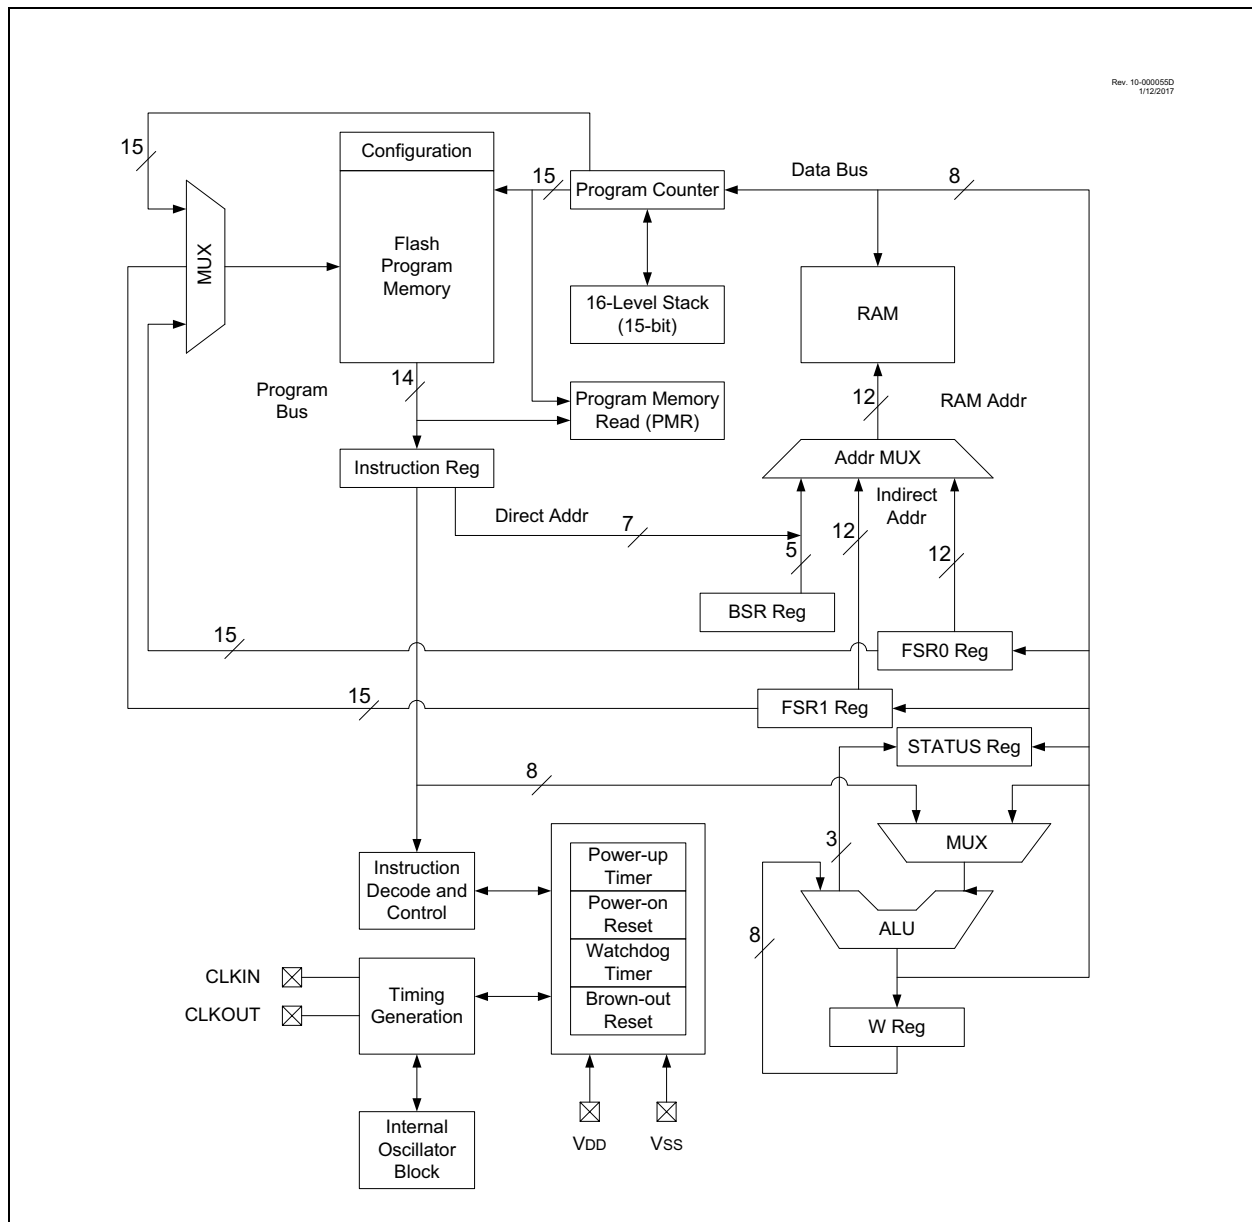 Rev. 10-000055D
1/12/2017
15
Configuration
15
Program Counter
Data Bus
8
MUX
Flash
Program
Memory
16-Level Stack
(15-bit)
RAM
Program
Bus
14
Program Memory
Read (PMR)
12
RAM Addr
Instruction Reg
Addr MUX
Direct Addr
7
Indirect
Addr
12
5
12
BSR Reg
15
FSR0 Reg
15
FSR1 Reg
STATUS Reg
8
3
MUX
Instruction
Decode and
Control
Power-up
Timer
Power-on
Reset
Watchdog
Timer
Brown-out
Reset
8
ALU
CLKIN
CLKOUT
Timing
Generation
W Reg
Internal
Oscillator
Block
VDD
VSS